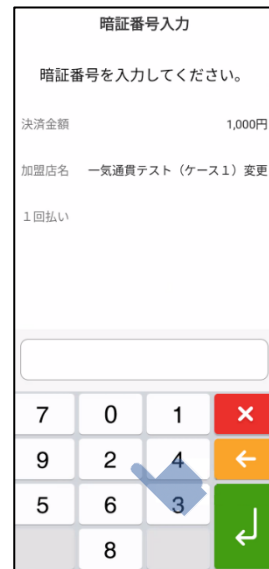 暗証番号入力
暗証番号を入力してください。
決済金額 1,000円
加盟店名 一気通貫テスト（ケース１）変更
１回払い
7 0 1
9 2 4
5 6 3
8